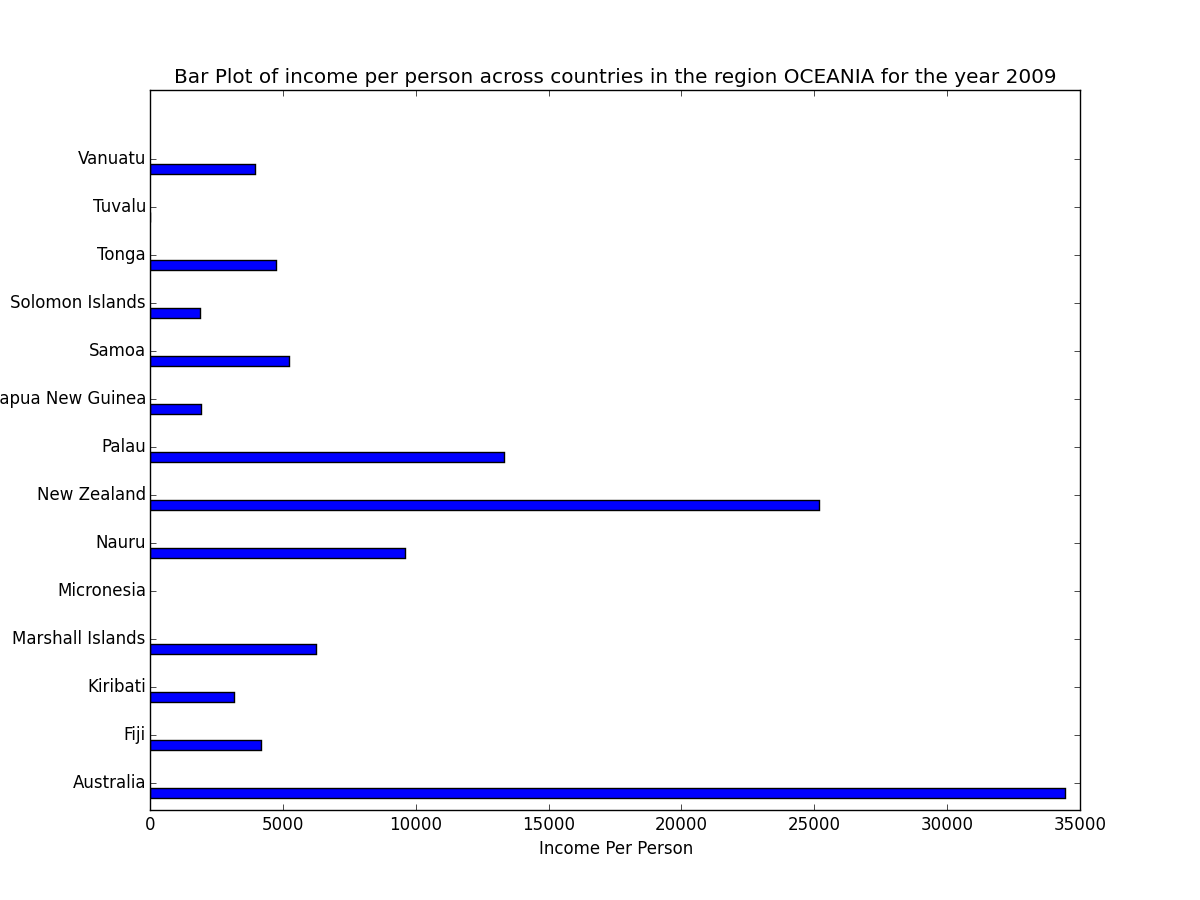 Bar Plot of income per person across countries in the region OCEANIA for the year 2009
Vanuatu
Tuvalu
Tonga
Solomon Islands
Samoa
apua New Guinea
Palau
New Zealand
Nauru
Micronesia
Marshall Islands
Kiribati
Fiji
Australia
0 5000 10000 15000 20000 25000 30000 35000
Income Per Person